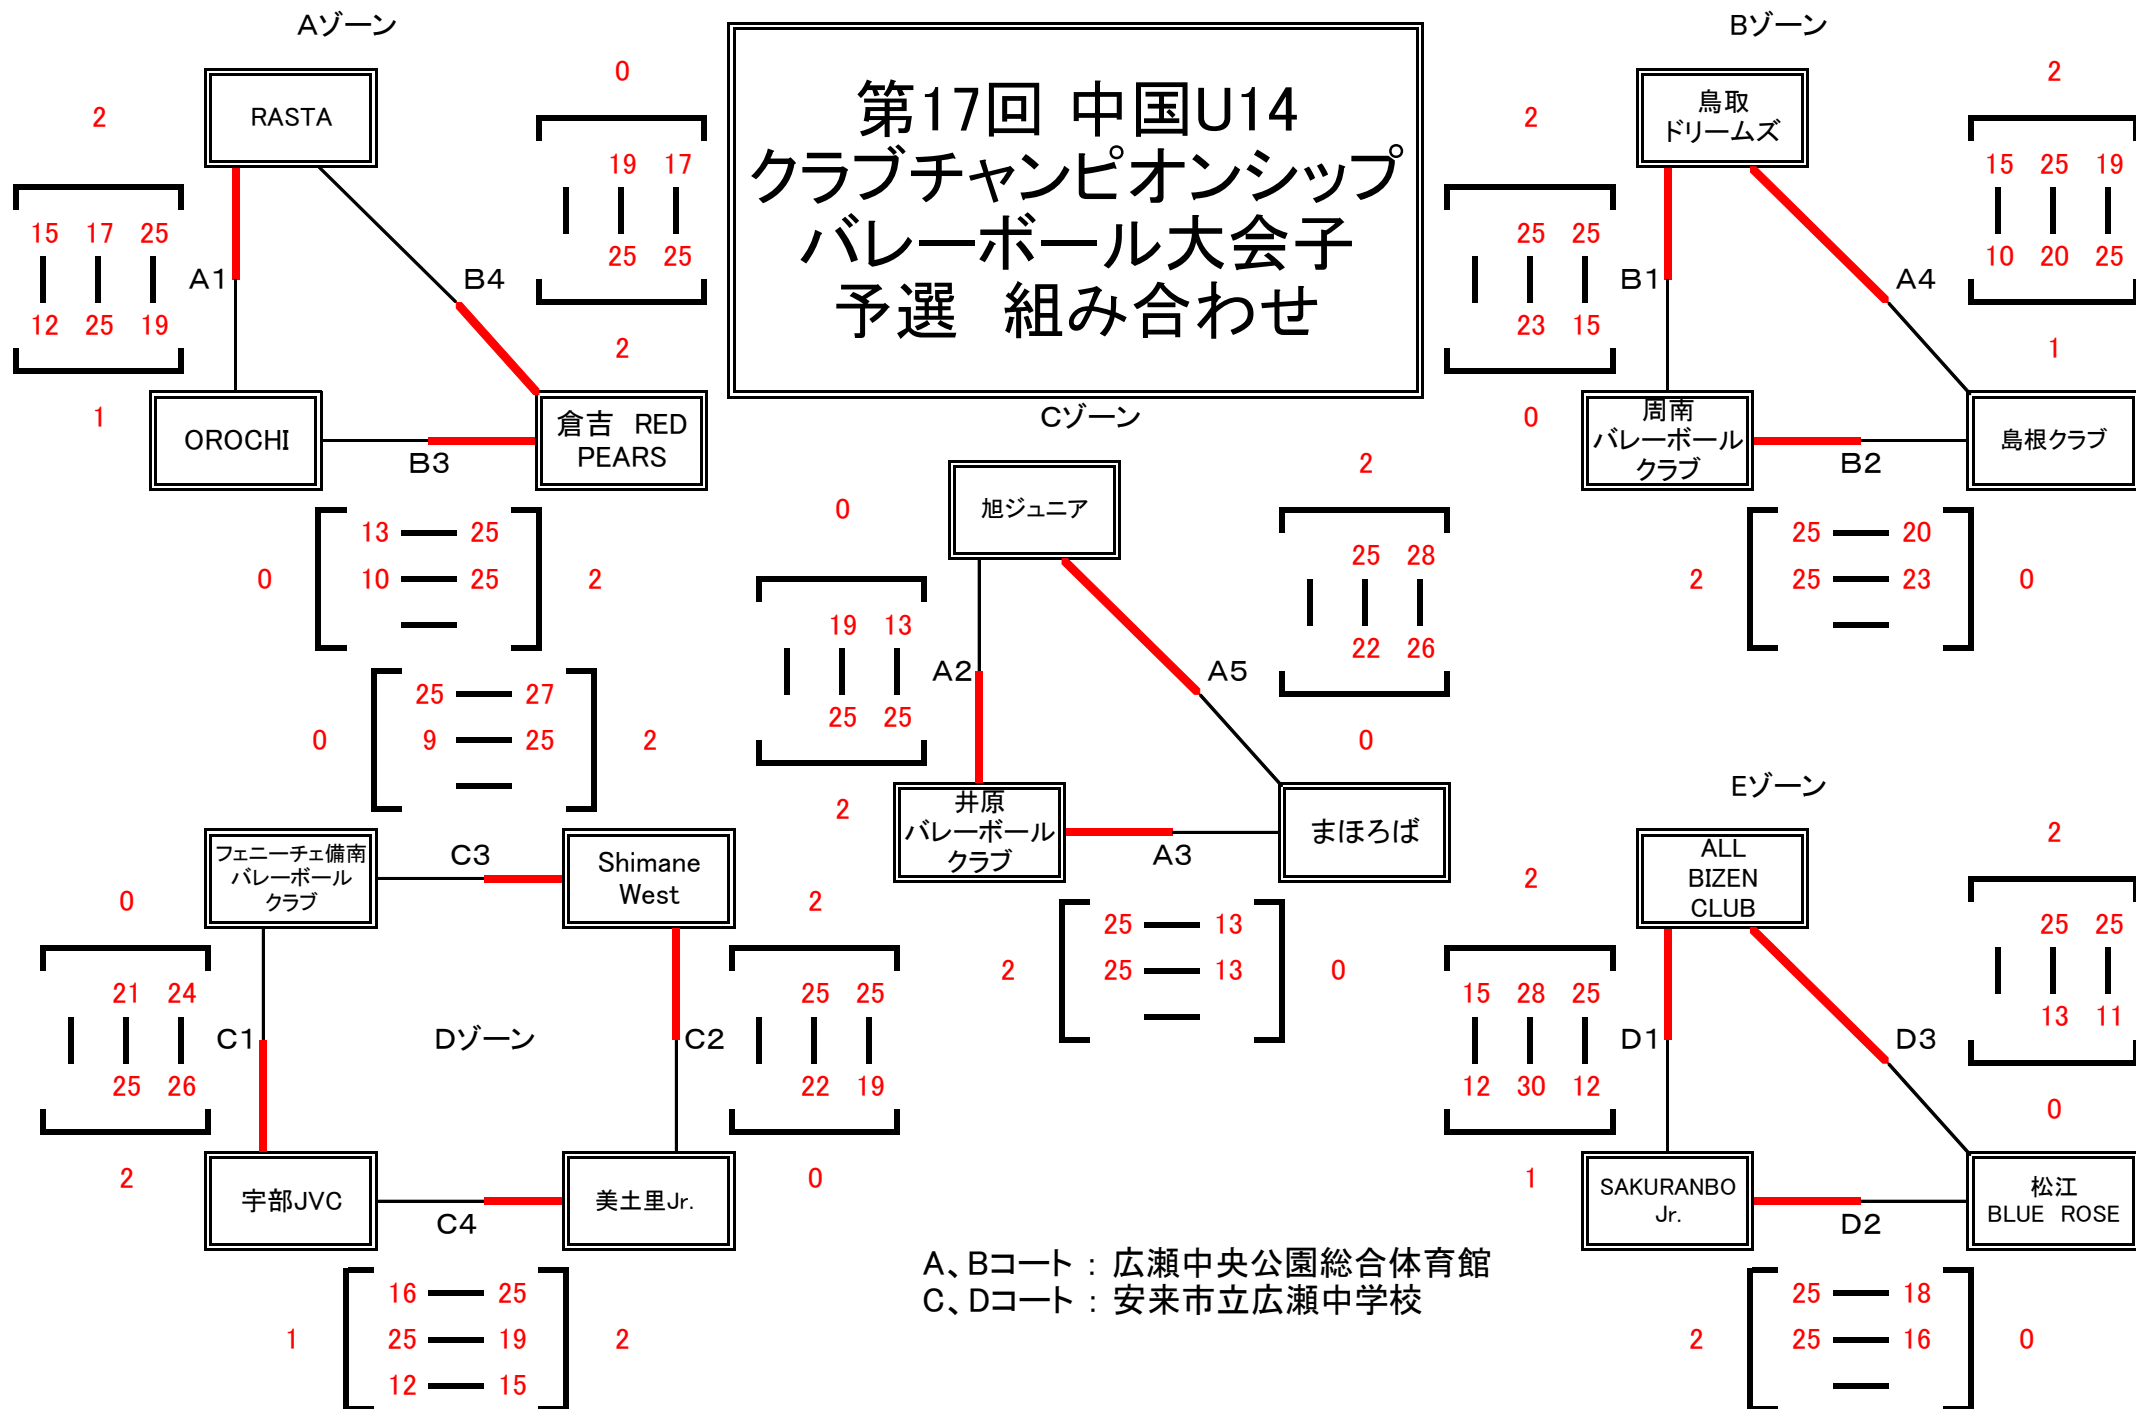 Aゾーン
Bゾーン
第17回 中国U14
クラブチャンピオンシップ
バレーボール大会子
予選 組み合わせ
RASTA
2
0
19 17
25 25
2
15 17 25
12 25 19
1
A1
B4
OROCHI
倉吉 RED
PEARS
B3
13 25
0 10 25 2
鳥取
ドリームズ
2
2
15 25 19
10 20 25
1
25 25
23 15
0
B1
A4
周南
バレーボール
クラブ
島根クラブ
B2
25 20
2 25 23 0
Cゾーン
旭ジュニア
0
2
25 28
22 26
0
19 13
25 25
2
A2
A5
井原
バレーボール
クラブ
まほろば
A3
25 13
2 25 13 0
25 27
0 9 25 2
フェニーチェ備南
バレーボール
クラブ
C3
Shimane
West
0
2
21 24
25 26
2
C1
Dゾーン
C2
25 25
22 19
0
宇部JVC
美土里Jr.
C4
16 25
1 25 19 2
12 15
Eゾーン
ALL
BIZEN
CLUB
2
2
25 25
13 11
0
15 28 25
12 30 12
1
D1
D3
SAKURANBO
Jr.
松江
BLUE ROSE
D2
25 18
2 25 16 0
A、Bコート : 広瀬中央公園総合体育館
C、Dコート : 安来市立広瀬中学校